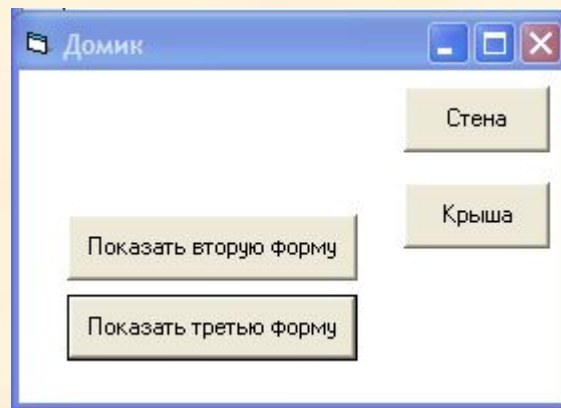 Домик
Стена
Крыша
Показать вторую форму
Показать третью форму